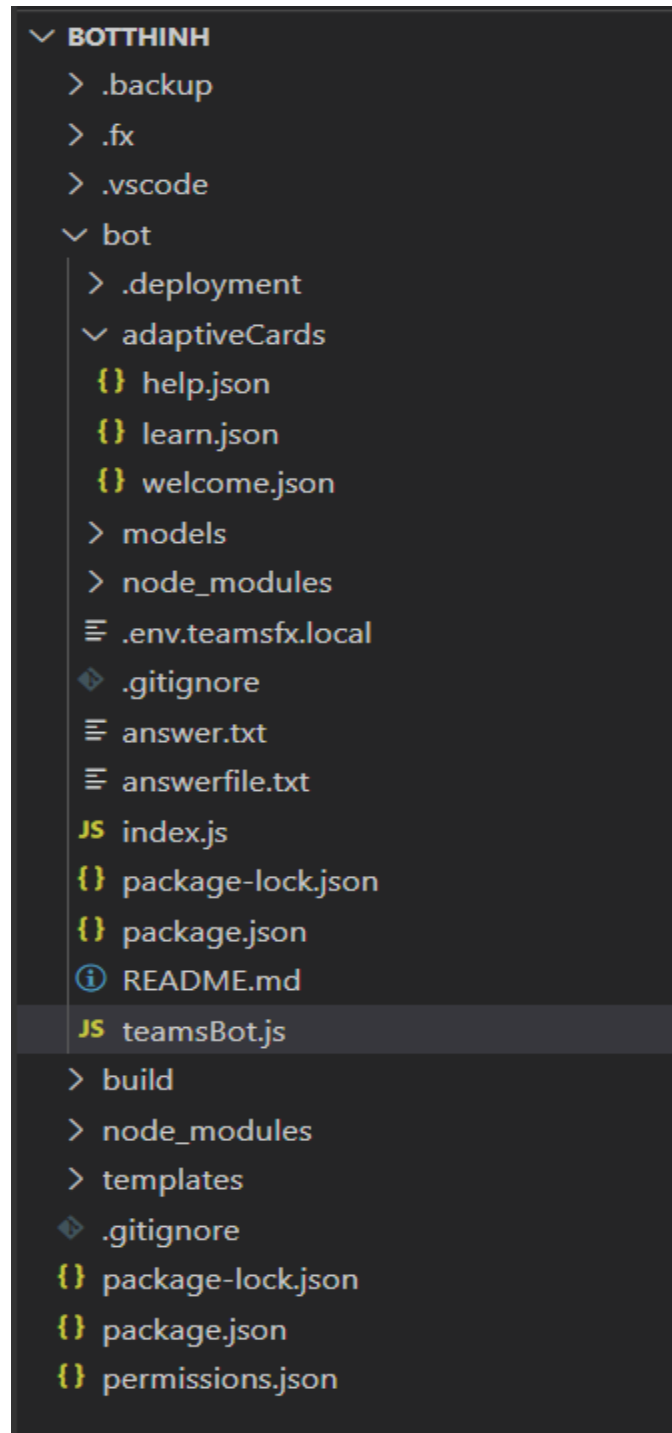 BOTTHINH
.backup
.fx
.vscode
bot
.deployment
adaptiveCards
{} help.json
{} learn.json
{} welcome.json
models
node_modules
.env.teamsfx.local
.gitignore
answer.txt
answerfile.txt
JS index.js
{} package-lock.json
{} package.json
README.md
JS teamsBot.js
build
node_modules
templates
.gitignore
{} package-lock.json
{} package.json
{} permissions.json